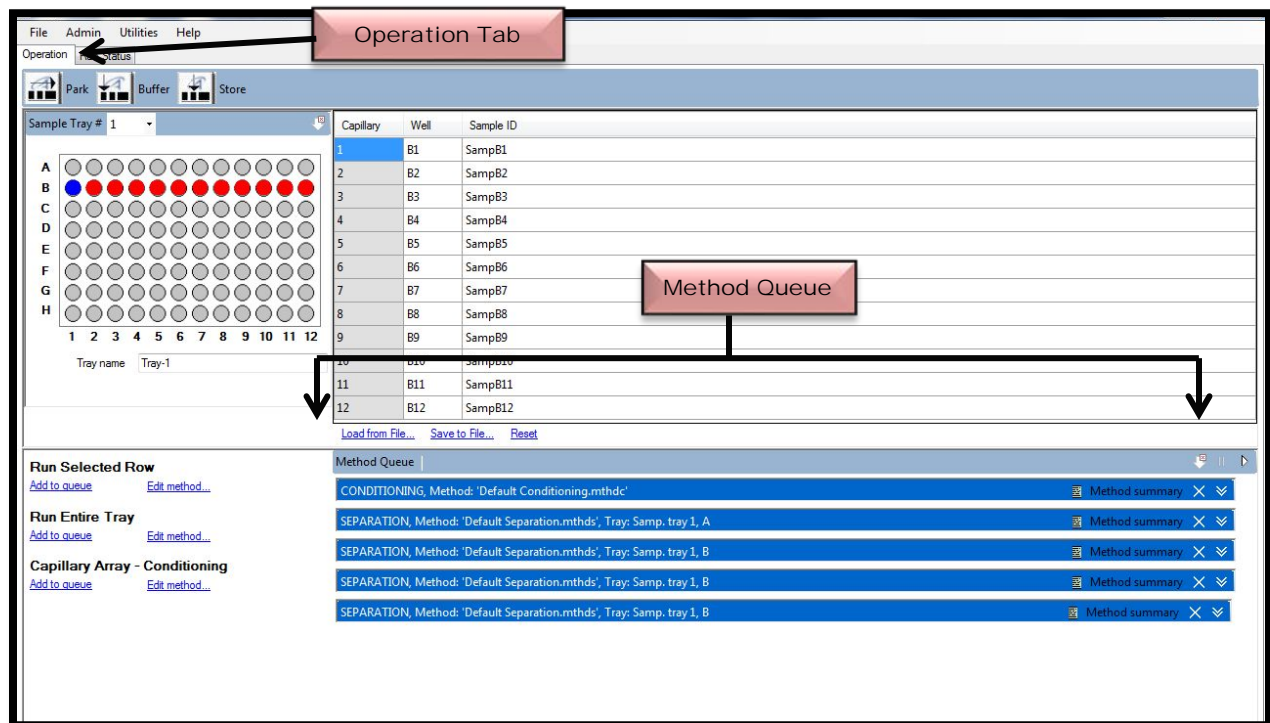 Operation Tab
File Admin Utilities Help
Operation Status
Park Buffer Store
Sample Tray # 1
Capillary Well Sample ID
1 B1 SampB1
2 B2 SampB2
3 B3 SampB3
4 B4 SampB4
5 B5 SampB5
6 B6 SampB6
7 B7 SampB7
8 B8 SampB8
9 B9 SampB9
10 B10 SampB10
11 B11 SampB11
12 B12 SampB12
A
B
C
D
E
F
G
H
1 2 3 4 5 6 7 8 9 10 11 12
Tray name Tray-1
Method Queue
Load from File... Save to File... Reset
Run Selected Row
Add to queue Edit method...
Run Entire Tray
Add to queue Edit method...
Capillary Array - Conditioning
Add to queue Edit method...
Method Queue
CONDITIONING, Method: 'Default Conditioning.mthdc' Method summary
SEPARATION, Method: 'Default Separation.mthds', Tray: Samp. tray 1, A Method summary
SEPARATION, Method: 'Default Separation.mthds', Tray: Samp. tray 1, B Method summary
SEPARATION, Method: 'Default Separation.mthds', Tray: Samp. tray 1, B Method summary
SEPARATION, Method: 'Default Separation.mthds', Tray: Samp. tray 1, B Method summary